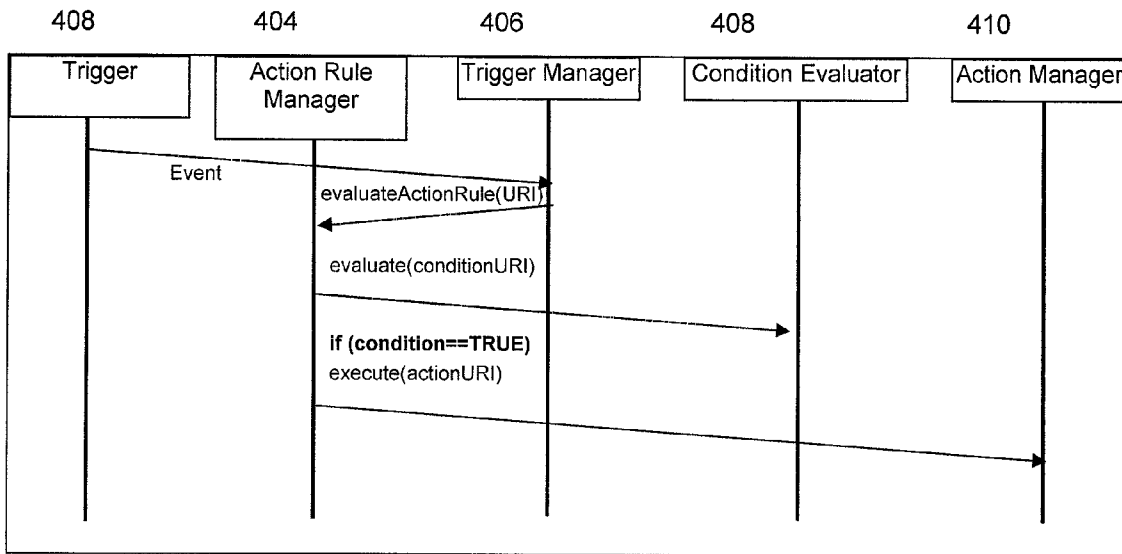 408 404 406 408 410
Trigger
Action Rule
Manager
Trigger Manager
Condition Evaluator
Action Manager
Event
evaluateActionRule(URI)
evaluate(conditionURI)
if (condition==TRUE)
execute(actionURI)